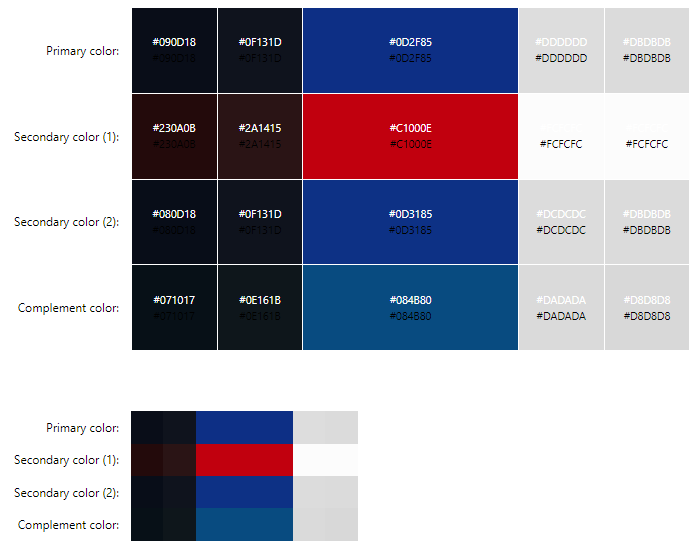 Primary color:
#090D18 #0F131D #0D2F85 #DDDDDD #DBDBDB
#090D18 #0F131D #0D2F85 #DDDDDD #DBDBDB
Secondary color (1):
#230A0B #2A1415 #C1000E
#230A0B #2A1415 #C1000E #FCFCFC #FCFCFC
Secondary color (2):
#080D18 #0F131D #0D3185 #DCDCDC #DBDBDB
#080D18 #0F131D #0D3185 #DCDCDC #DBDBDB
Complement color:
#071017 #0E161B #084B80 #DADADA #D8D8D8
#071017 #0E161B #084B80 #DADADA #D8D8D8
Primary color:
Secondary color (1):
Secondary color (2):
Complement color: